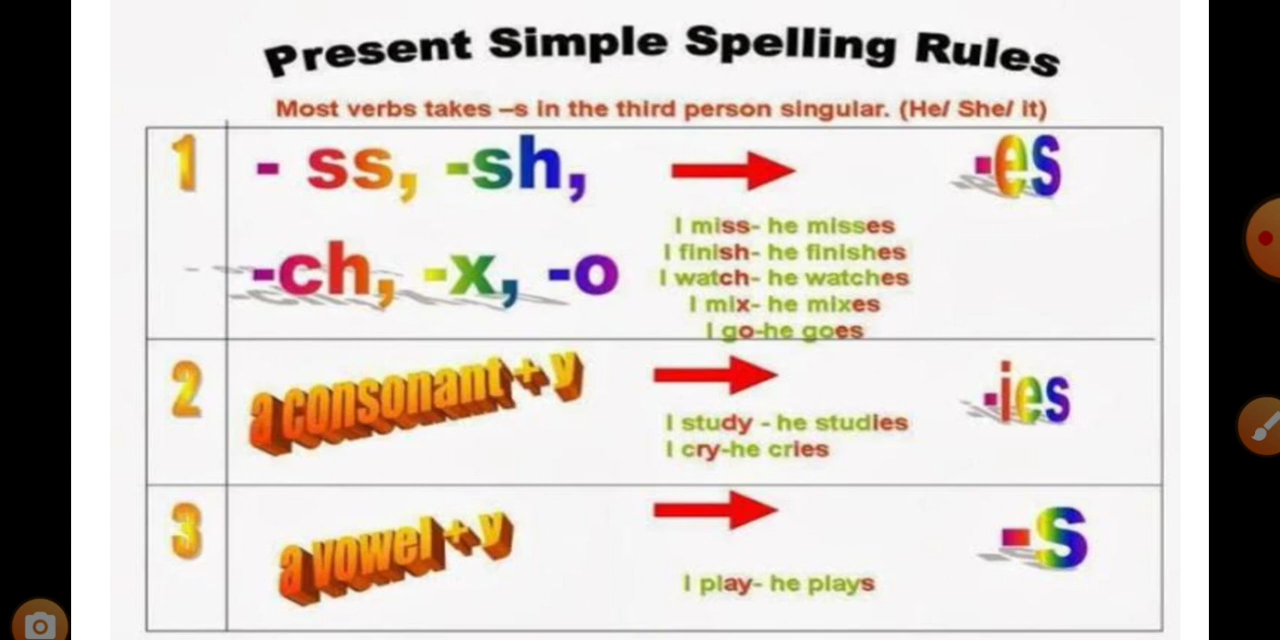 Present Simple Spelling Rules
Most verbs takes –s in the third person singular. (He/ She/ it)
1
- ss, -sh,
-es
-ch, -x, -o
I miss- he misses
I finish- he finishes
I watch- he watches
I mix- he mixes
I go-he goes
2
a consonant + y
-ies
I study - he studies
I cry-he cries
3
a vowel + y
-s
I play- he plays